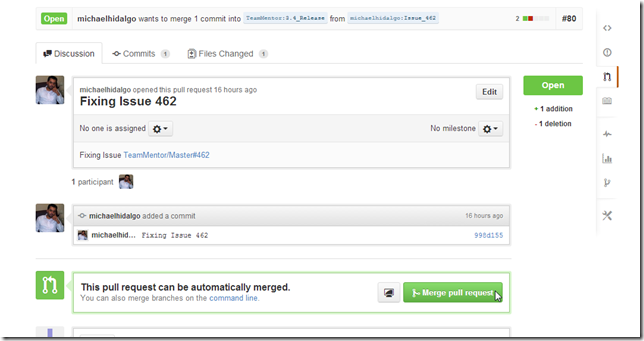 Open michaelhidalgo wants to merge 1 commit into TeamMentor:3.4_Release from michaelhidalgo:Issue_462 2 #80
Discussion Commits 1 Files Changed 1
michaelhidalgo opened this pull request 16 hours ago
Fixing Issue 462
Edit
Open
No one is assigned No milestone
+ 1 addition
- 1 deletion
Fixing Issue TeamMentor/Master#462
1 participant
michaelhidalgo added a commit 16 hours ago
michaelhid... Fixing Issue 462 998d155
This pull request can be automatically merged.
You can also merge branches on the command line.
Merge pull request